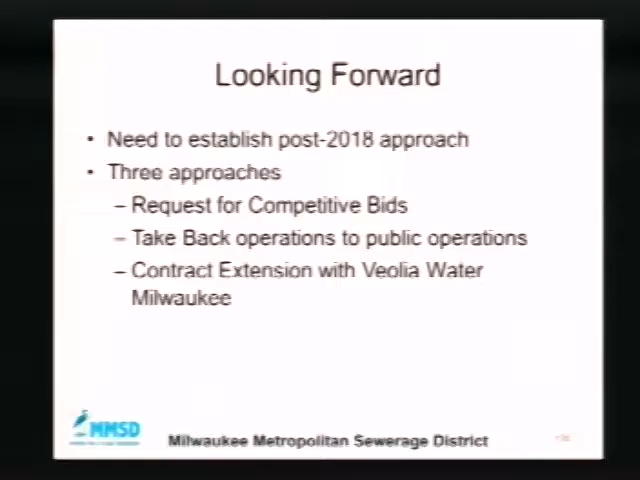 Looking Forward
• Need to establish post-2018 approach
• Three approaches
– Request for Competitive Bids
– Take Back operations to public operations
– Contract Extension with Veolia Water
Milwaukee
MMSD
Milwaukee Metropolitan Sewerage District